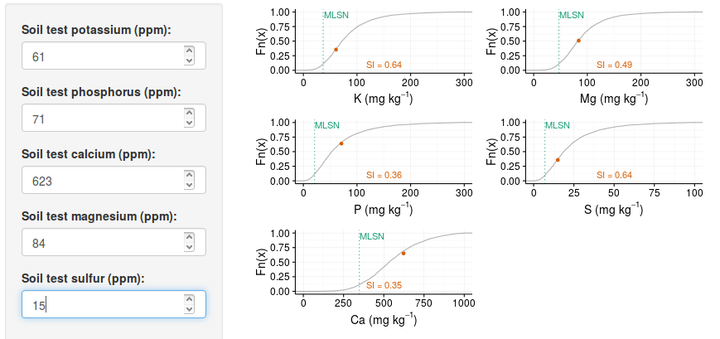 Soil test potassium (ppm):
61
Soil test phosphorus (ppm):
71
Soil test calcium (ppm):
623
Soil test magnesium (ppm):
84
Soil test sulfur (ppm):
15
Fn(x)
1.00
0.75
0.50
0.25
0.00
MLSN
SI = 0.64
0 100 200 300
K (mg kg⁻¹)
Fn(x)
1.00
0.75
0.50
0.25
0.00
MLSN
SI = 0.49
0 100 200 300
Mg (mg kg⁻¹)
Fn(x)
1.00
0.75
0.50
0.25
0.00
MLSN
SI = 0.36
0 100 200 300
P (mg kg⁻¹)
Fn(x)
1.00
0.75
0.50
0.25
0.00
MLSN
SI = 0.64
0 25 50 75 100
S (mg kg⁻¹)
Fn(x)
1.00
0.75
0.50
0.25
0.00
MLSN
SI = 0.35
0 250 500 750 1000
Ca (mg kg⁻¹)